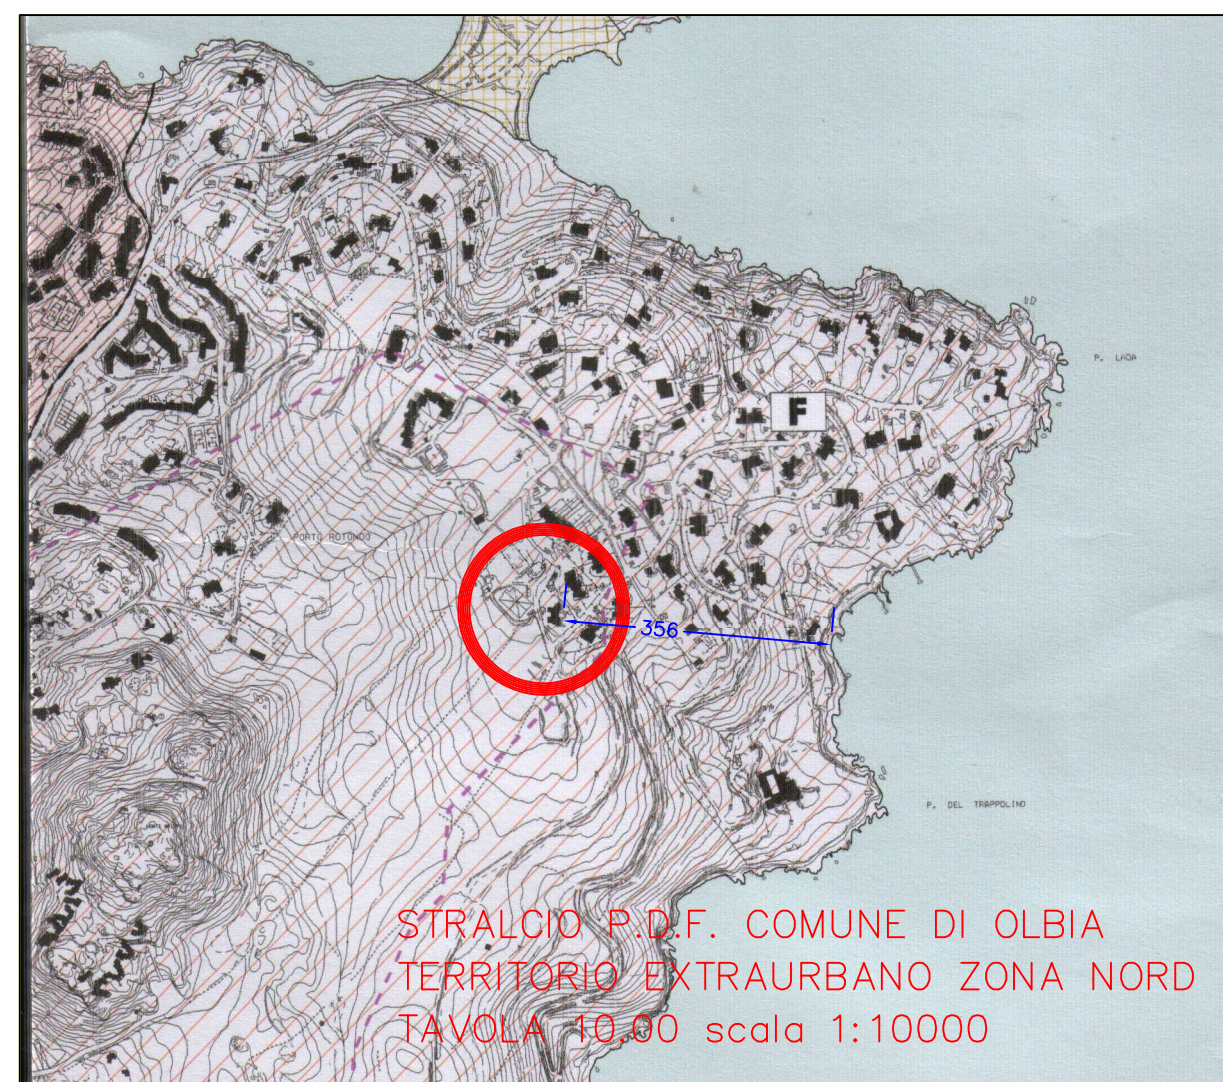 P. LADA
F
PORTO ROTONDO
356
P. DEL TRAPPOLINO
STRALCIO P.D.F. COMUNE DI OLBIA
TERRITORIO EXTRAURBANO ZONA NORD
TAVOLA 10.00 scala 1:10000